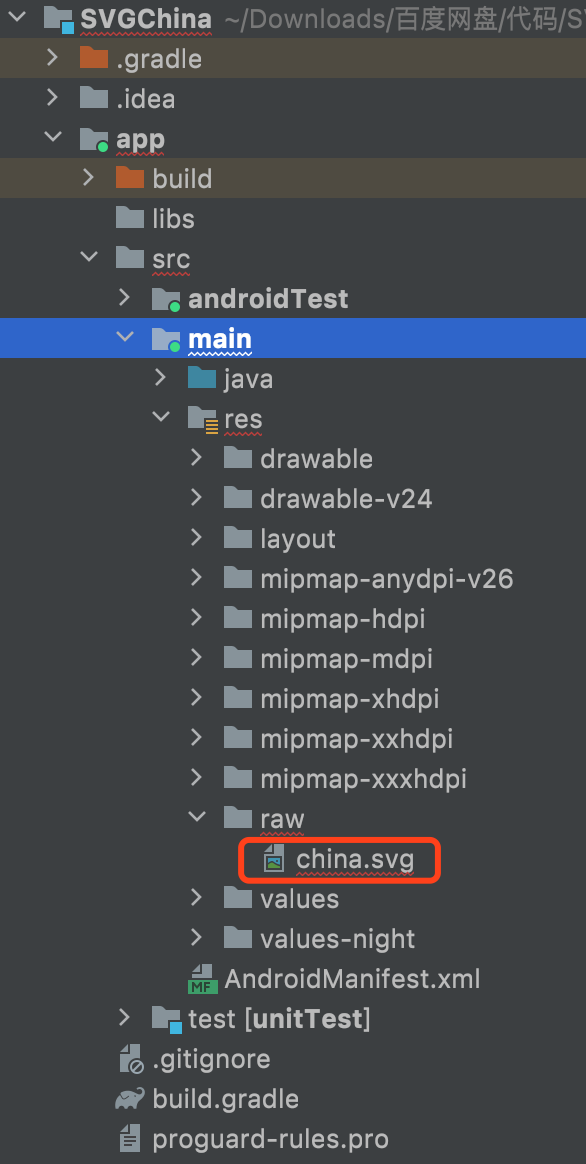 SVGChina ~/Downloads/百度网盘/代码/S
.gradle
.idea
app
build
libs
src
androidTest
main
java
res
drawable
drawable-v24
layout
mipmap-anydpi-v26
mipmap-hdpi
mipmap-mdpi
mipmap-xhdpi
mipmap-xxhdpi
mipmap-xxxhdpi
raw
china.svg
values
values-night
MF AndroidManifest.xml
test [unitTest]
.gitignore
build.gradle
proguard-rules.pro